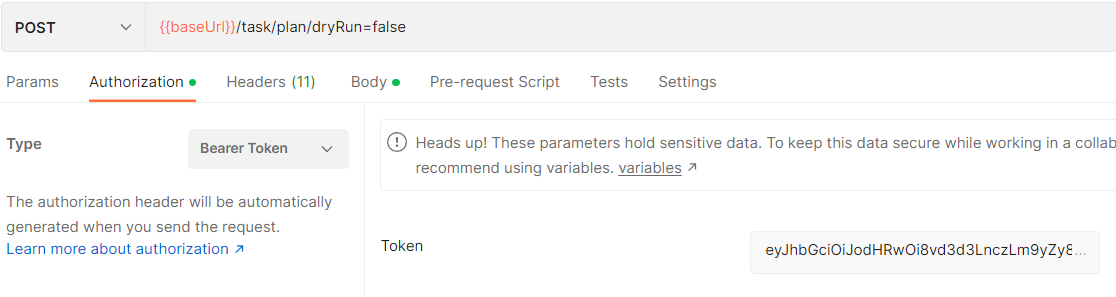 POST {{baseUrl}}/task/plan/dryRun=false
Params Authorization Headers (11) Body Pre-request Script Tests Settings
Type Bearer Token
The authorization header will be automatically
generated when you send the request.
Learn more about authorization ↗
Heads up! These parameters hold sensitive data. To keep this data secure while working in a collab
recommend using variables. variables ↗
Token eyJhbGciOiJodHRwOi8vd3d3LnczLm9yZy8...